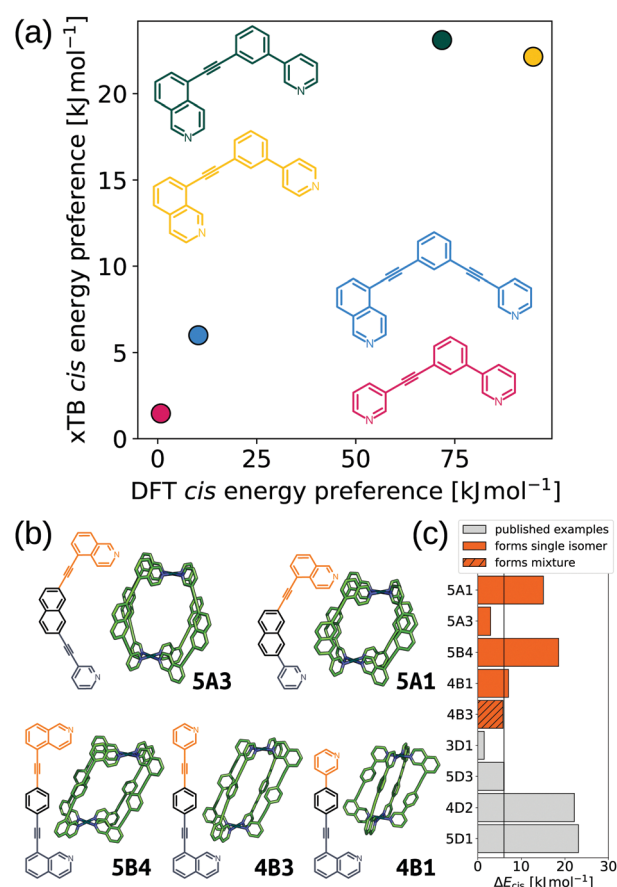 (a)
xTB cis energy preference [kJ mol⁻¹]
20
15
10
5
0
N
N
N
N
N
N
N
N
0 25 50 75
DFT cis energy preference [kJ mol⁻¹]
(b)
N
N
5A3
N
N
5A1
N
N
5B4
N
N
4B3
N
N
4B1
(c)
published examples
forms single isomer
forms mixture
5A1
5A3
5B4
4B1
4B3
3D1
5D3
4D2
5D1
0 10 20 30
ΔEcis [kJ mol⁻¹]